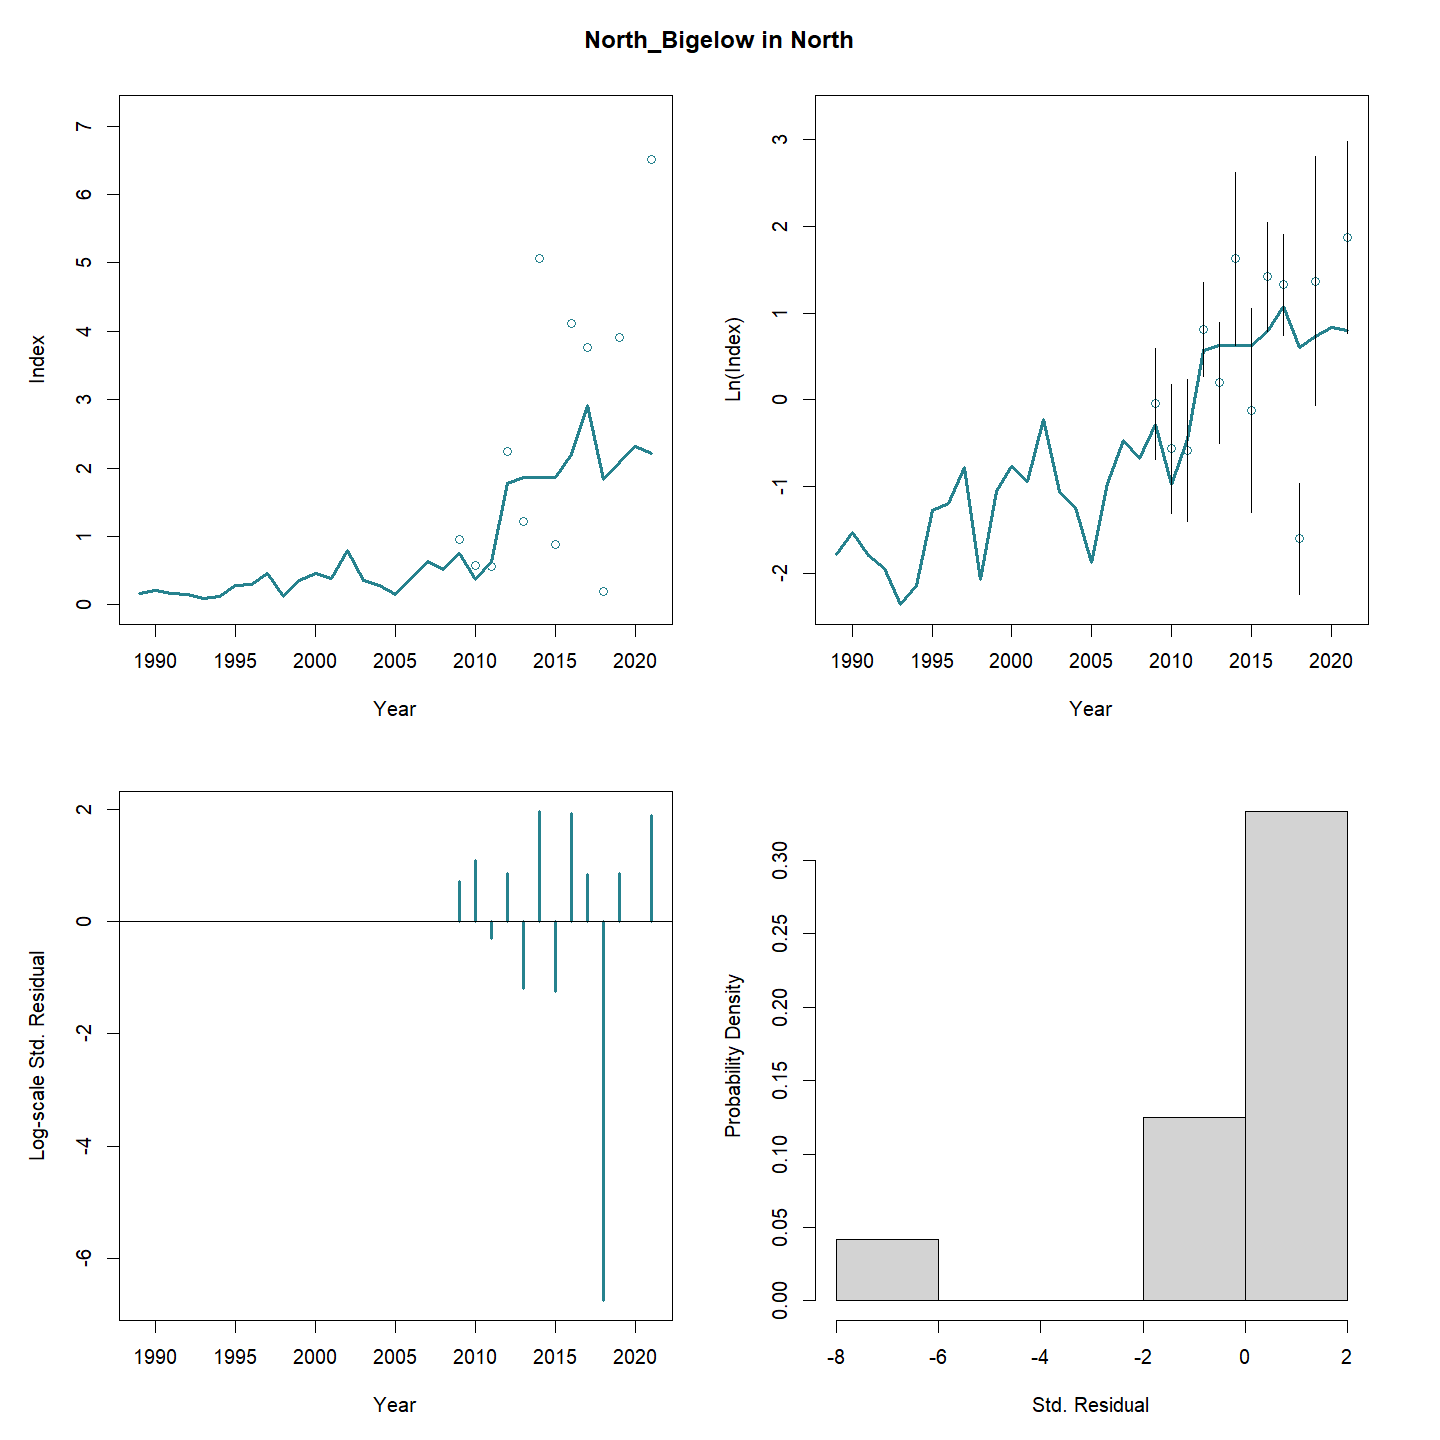 North_Bigelow in North
Index
0 1 2 3 4 5 6 7
1990 1995 2000 2005 2010 2015 2020
Year
Ln(Index)
-2 -1 0 1 2 3
1990 1995 2000 2005 2010 2015 2020
Year
Log-scale Std. Residual
-6 -4 -2 0 2
1990 1995 2000 2005 2010 2015 2020
Year
Probability Density
0.00 0.05 0.10 0.15 0.20 0.25 0.30
-8 -6 -4 -2 0 2
Std. Residual